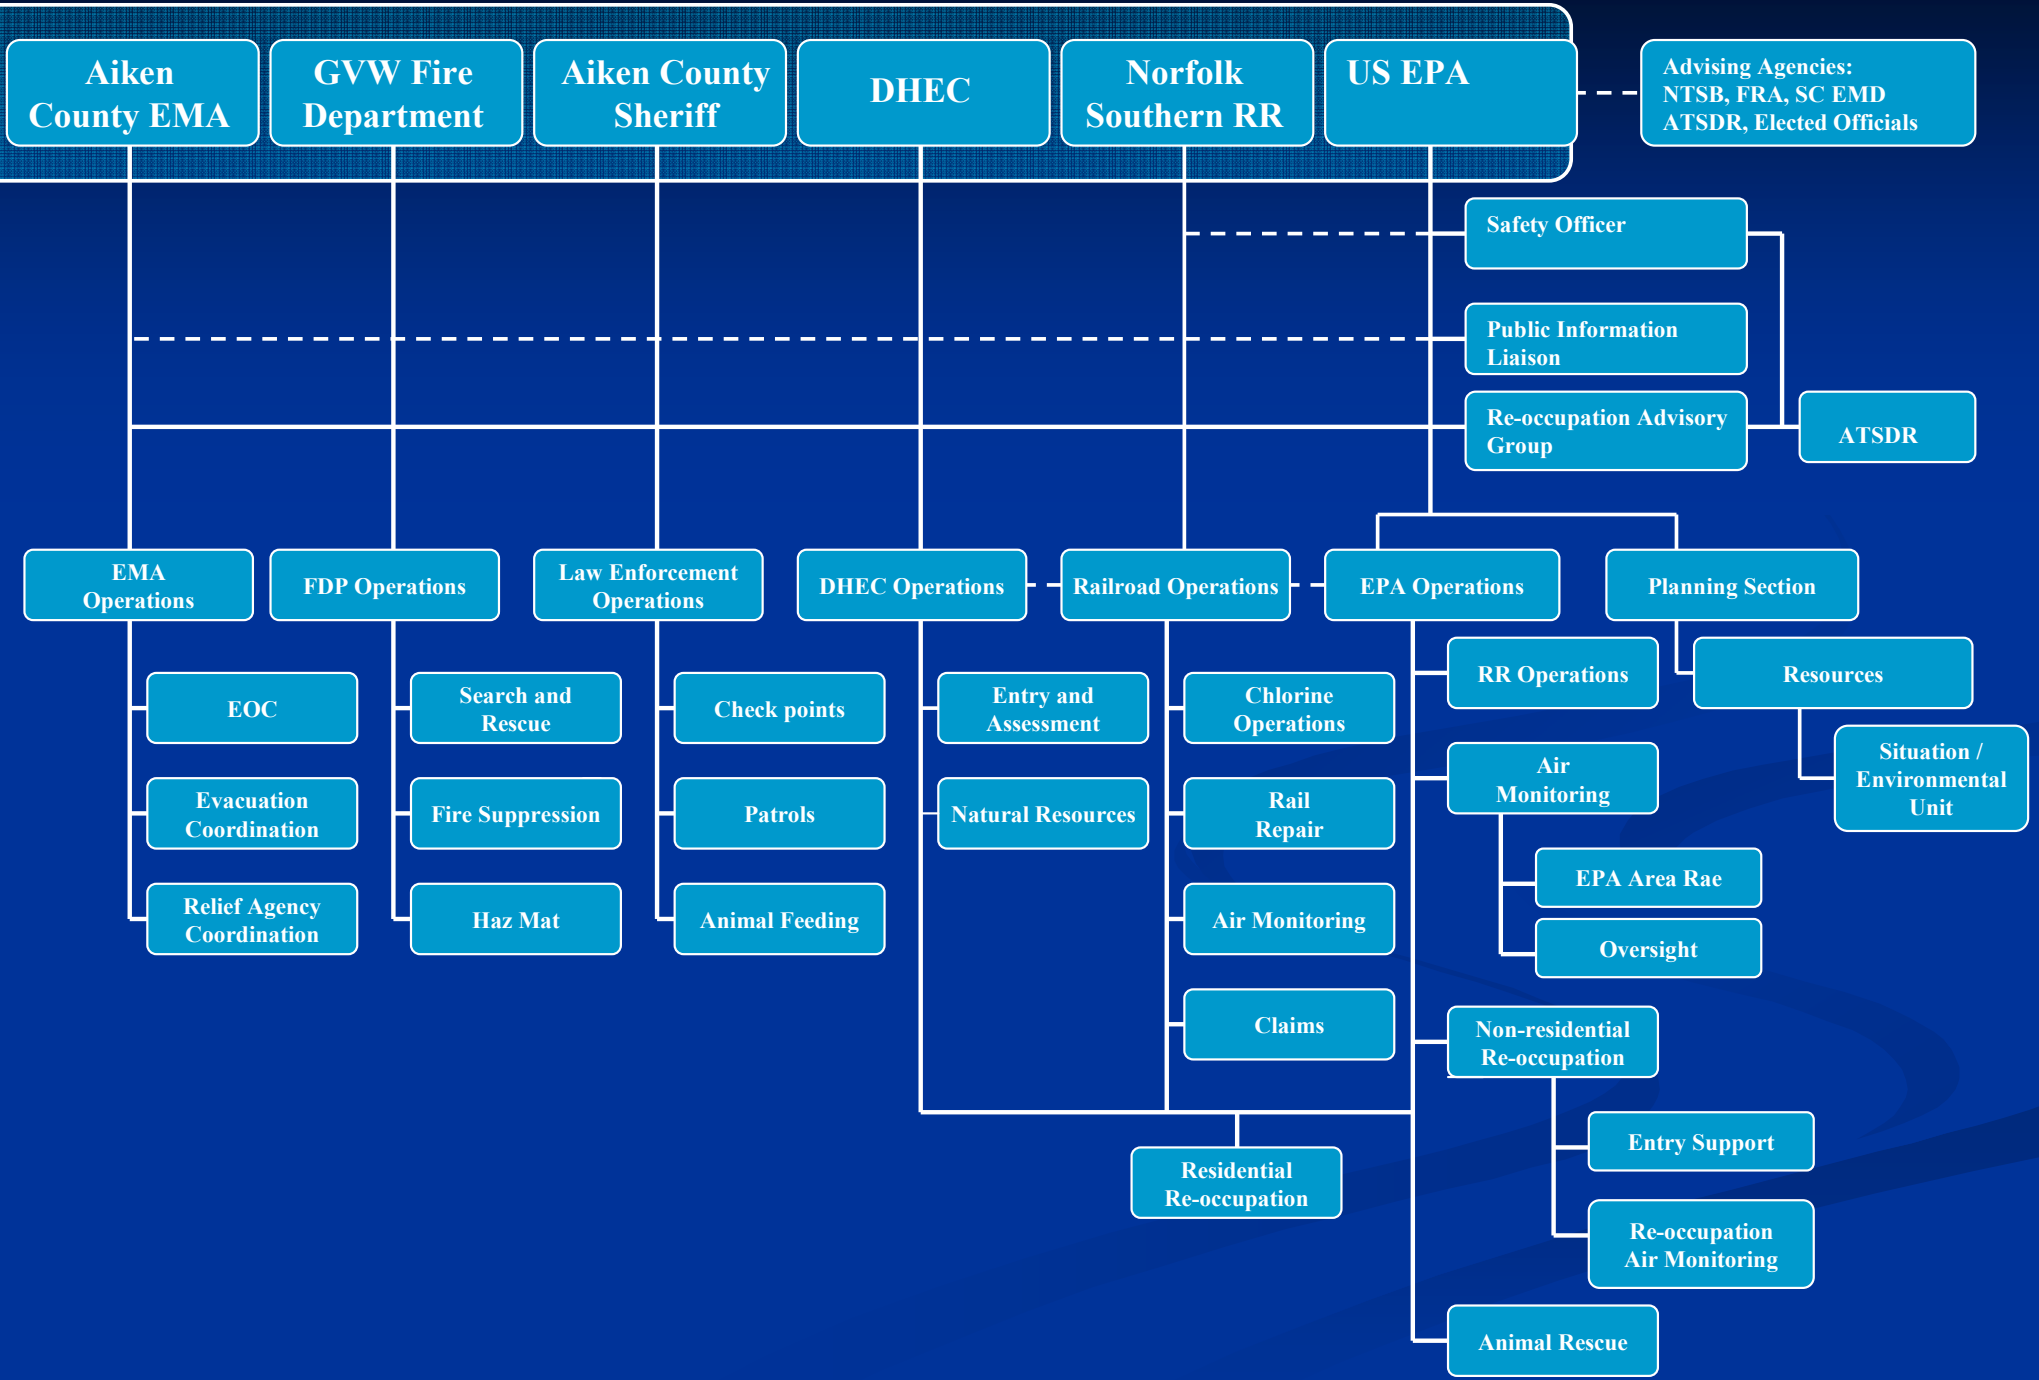 Aiken
County EMA
GVW Fire
Department
Aiken County
Sheriff
DHEC
Norfolk
Southern RR
US EPA
Advising Agencies:
NTSB, FRA, SC EMD
ATSDR, Elected Officials
Safety Officer
Public Information
Liaison
Re-occupation Advisory
Group
ATSDR
EMA
Operations
FDP Operations
Law Enforcement
Operations
DHEC Operations
Railroad Operations
EPA Operations
Planning Section
EOC
Evacuation
Coordination
Relief Agency
Coordination
Search and
Rescue
Fire Suppression
Haz Mat
Check points
Patrols
Animal Feeding
Entry and
Assessment
Natural Resources
Chlorine
Operations
Rail
Repair
Air Monitoring
Claims
Residential
Re-occupation
RR Operations
Air
Monitoring
EPA Area Rae
Oversight
Non-residential
Re-occupation
Entry Support
Re-occupation
Air Monitoring
Animal Rescue
Resources
Situation /
Environmental
Unit